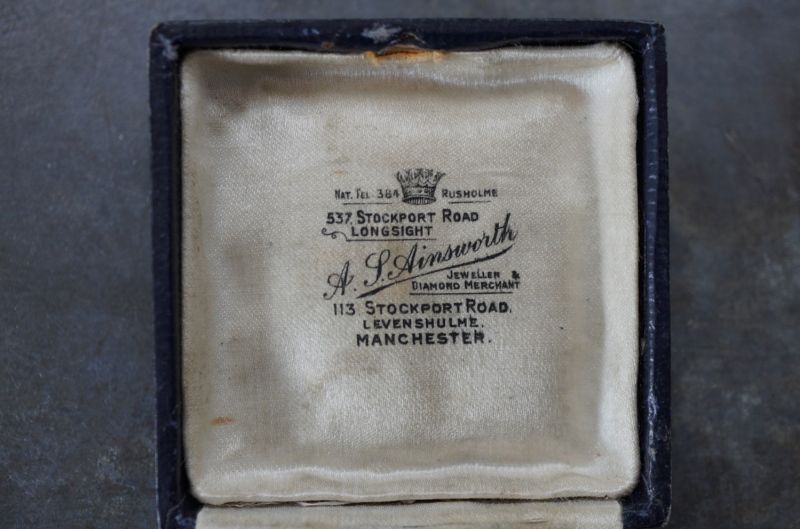 NAT. TEL 384 RUSHOLME
537, STOCKPORT ROAD
LONGSIGHT
A. S. Ainsworth
JEWELLER &
DIAMOND MERCHANT
113 STOCKPORT ROAD,
LEVENSHULME.
MANCHESTER.